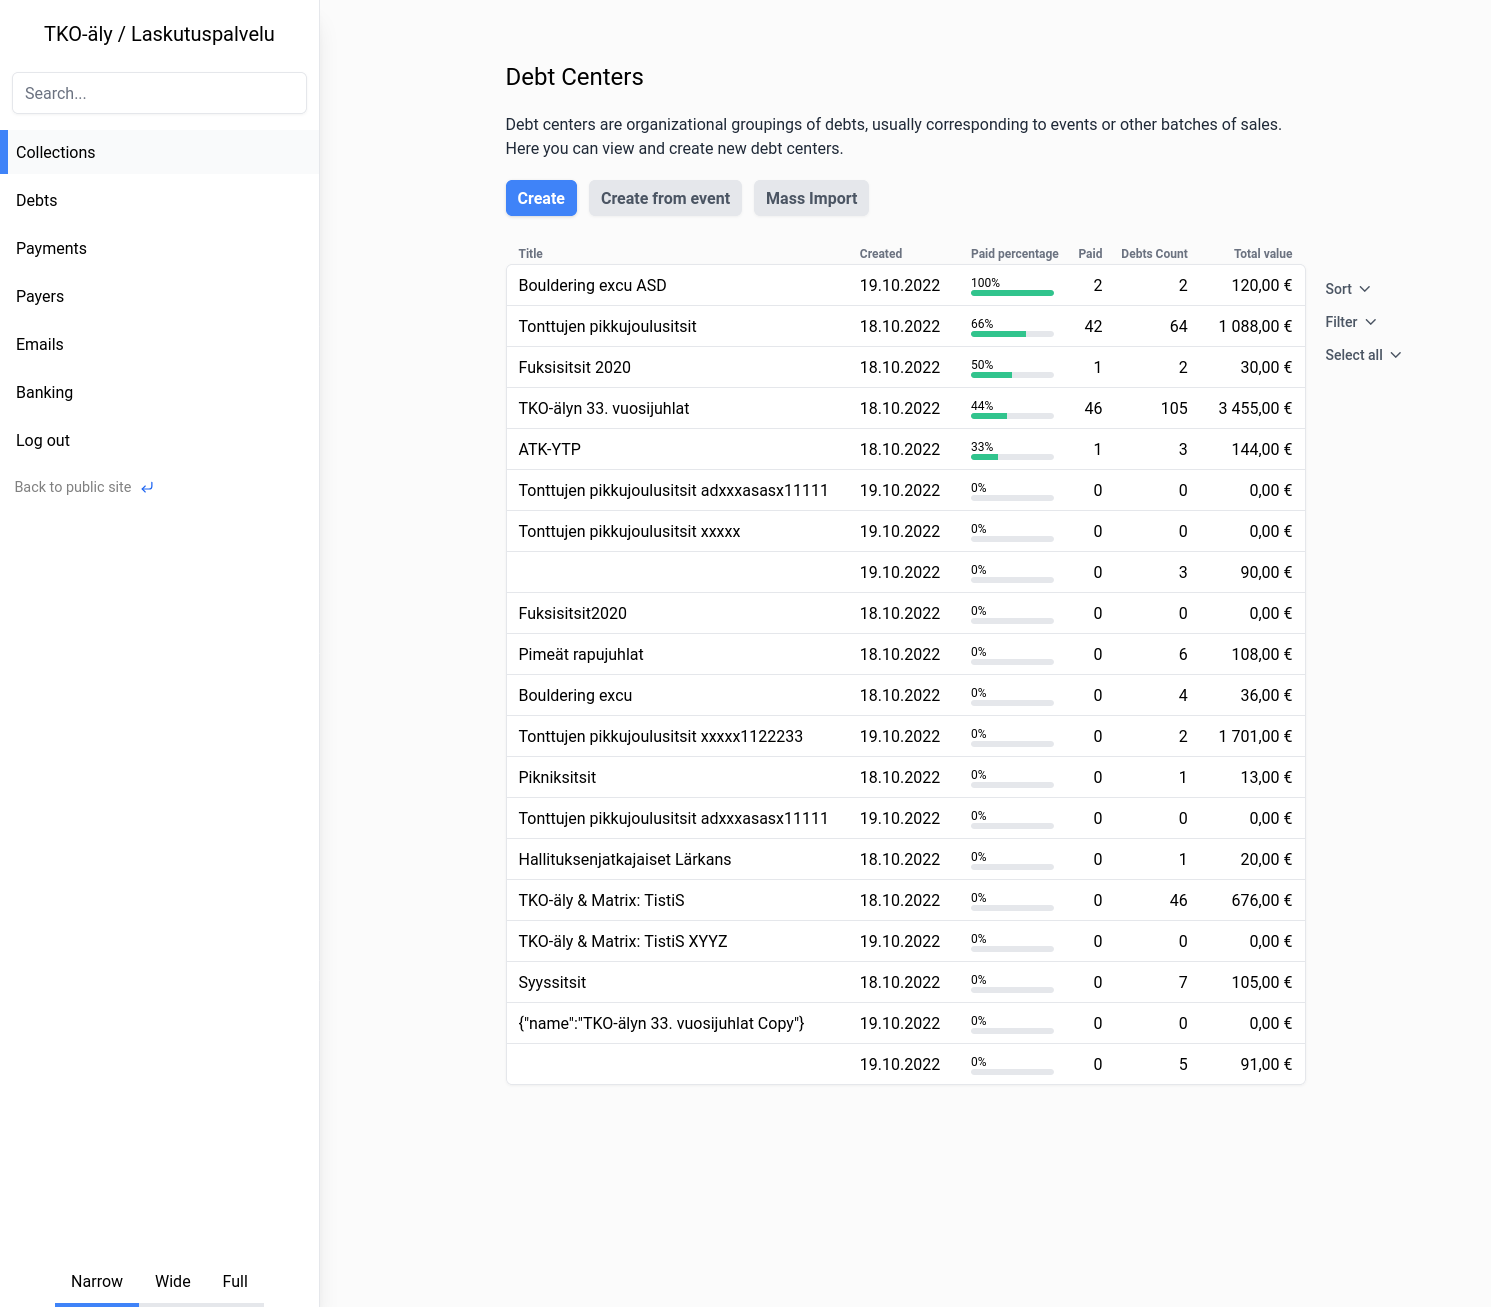 TKO-äly / Laskutuspalvelu
Search...
Collections
Debts
Payments
Payers
Emails
Banking
Log out
Back to public site
Narrow Wide Full
Debt Centers
Debt centers are organizational groupings of debts, usually corresponding to events or other batches of sales.
Here you can view and create new debt centers.
Create Create from event Mass Import
Title Created Paid percentage Paid Debts Count Total value
Bouldering excu ASD 19.10.2022 100% 2 2 120,00 €
Tonttujen pikkujoulusitsit 18.10.2022 66% 42 64 1 088,00 €
Fuksisitsit 2020 18.10.2022 50% 1 2 30,00 €
TKO-älyn 33. vuosijuhlat 18.10.2022 44% 46 105 3 455,00 €
ATK-YTP 18.10.2022 33% 1 3 144,00 €
Tonttujen pikkujoulusitsit adxxxasasx11111 19.10.2022 0% 0 0 0,00 €
Tonttujen pikkujoulusitsit xxxxx 19.10.2022 0% 0 0 0,00 €
19.10.2022 0% 0 3 90,00 €
Fuksisitsit2020 18.10.2022 0% 0 0 0,00 €
Pimeät rapujuhlat 18.10.2022 0% 0 6 108,00 €
Bouldering excu 18.10.2022 0% 0 4 36,00 €
Tonttujen pikkujoulusitsit xxxxx1122233 19.10.2022 0% 0 2 1 701,00 €
Pikniksitsit 18.10.2022 0% 0 1 13,00 €
Tonttujen pikkujoulusitsit adxxxasasx11111 19.10.2022 0% 0 0 0,00 €
Hallituksenjatkajaiset Lärkans 18.10.2022 0% 0 1 20,00 €
TKO-äly & Matrix: TistiS 18.10.2022 0% 0 46 676,00 €
TKO-äly & Matrix: TistiS XYYZ 19.10.2022 0% 0 0 0,00 €
Syyssitsit 18.10.2022 0% 0 7 105,00 €
{"name":"TKO-älyn 33. vuosijuhlat Copy"} 19.10.2022 0% 0 0 0,00 €
19.10.2022 0% 0 5 91,00 €
Sort
Filter
Select all